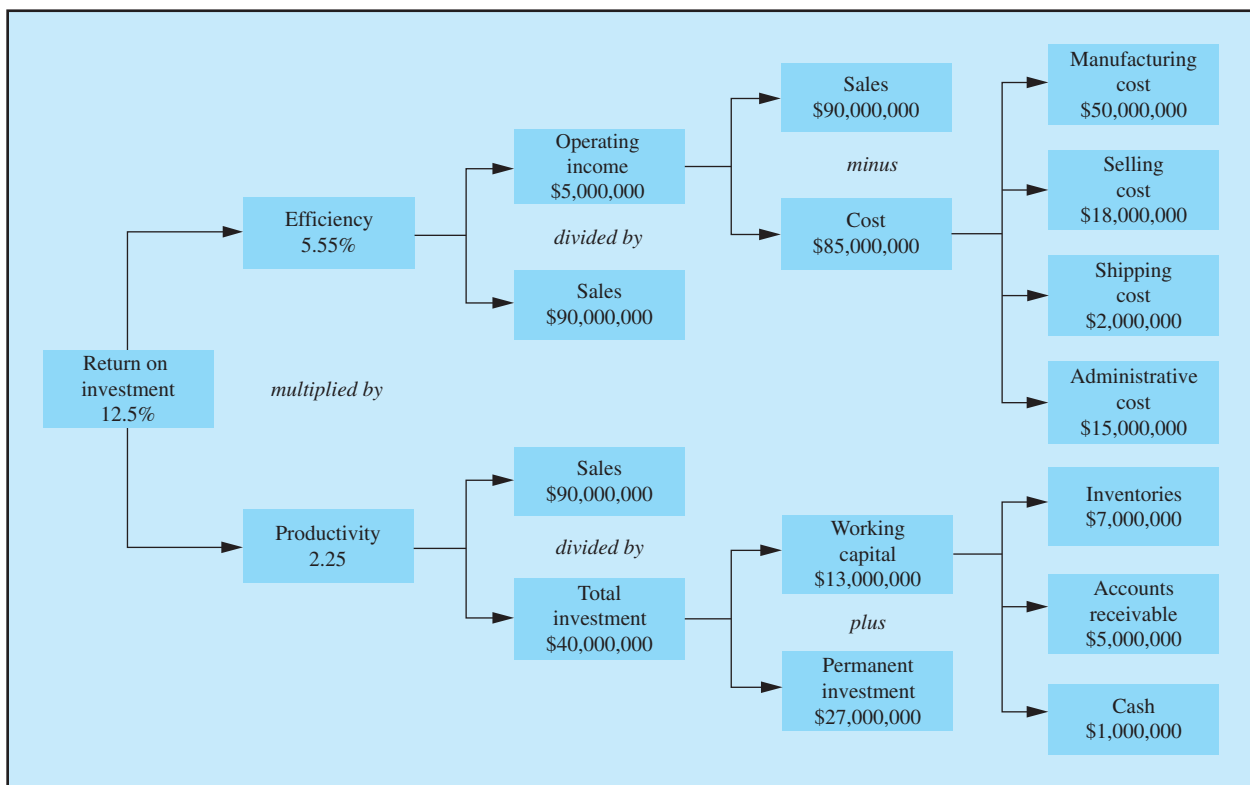 Return on
investment
12.5%
multiplied by
Efficiency
5.55%
Operating
income
$5,000,000
divided by
Sales
$90,000,000
Sales
$90,000,000
minus
Cost
$85,000,000
Manufacturing
cost
$50,000,000
Selling
cost
$18,000,000
Shipping
cost
$2,000,000
Administrative
cost
$15,000,000
Productivity
2.25
Sales
$90,000,000
divided by
Total
investment
$40,000,000
Working
capital
$13,000,000
plus
Permanent
investment
$27,000,000
Inventories
$7,000,000
Accounts
receivable
$5,000,000
Cash
$1,000,000